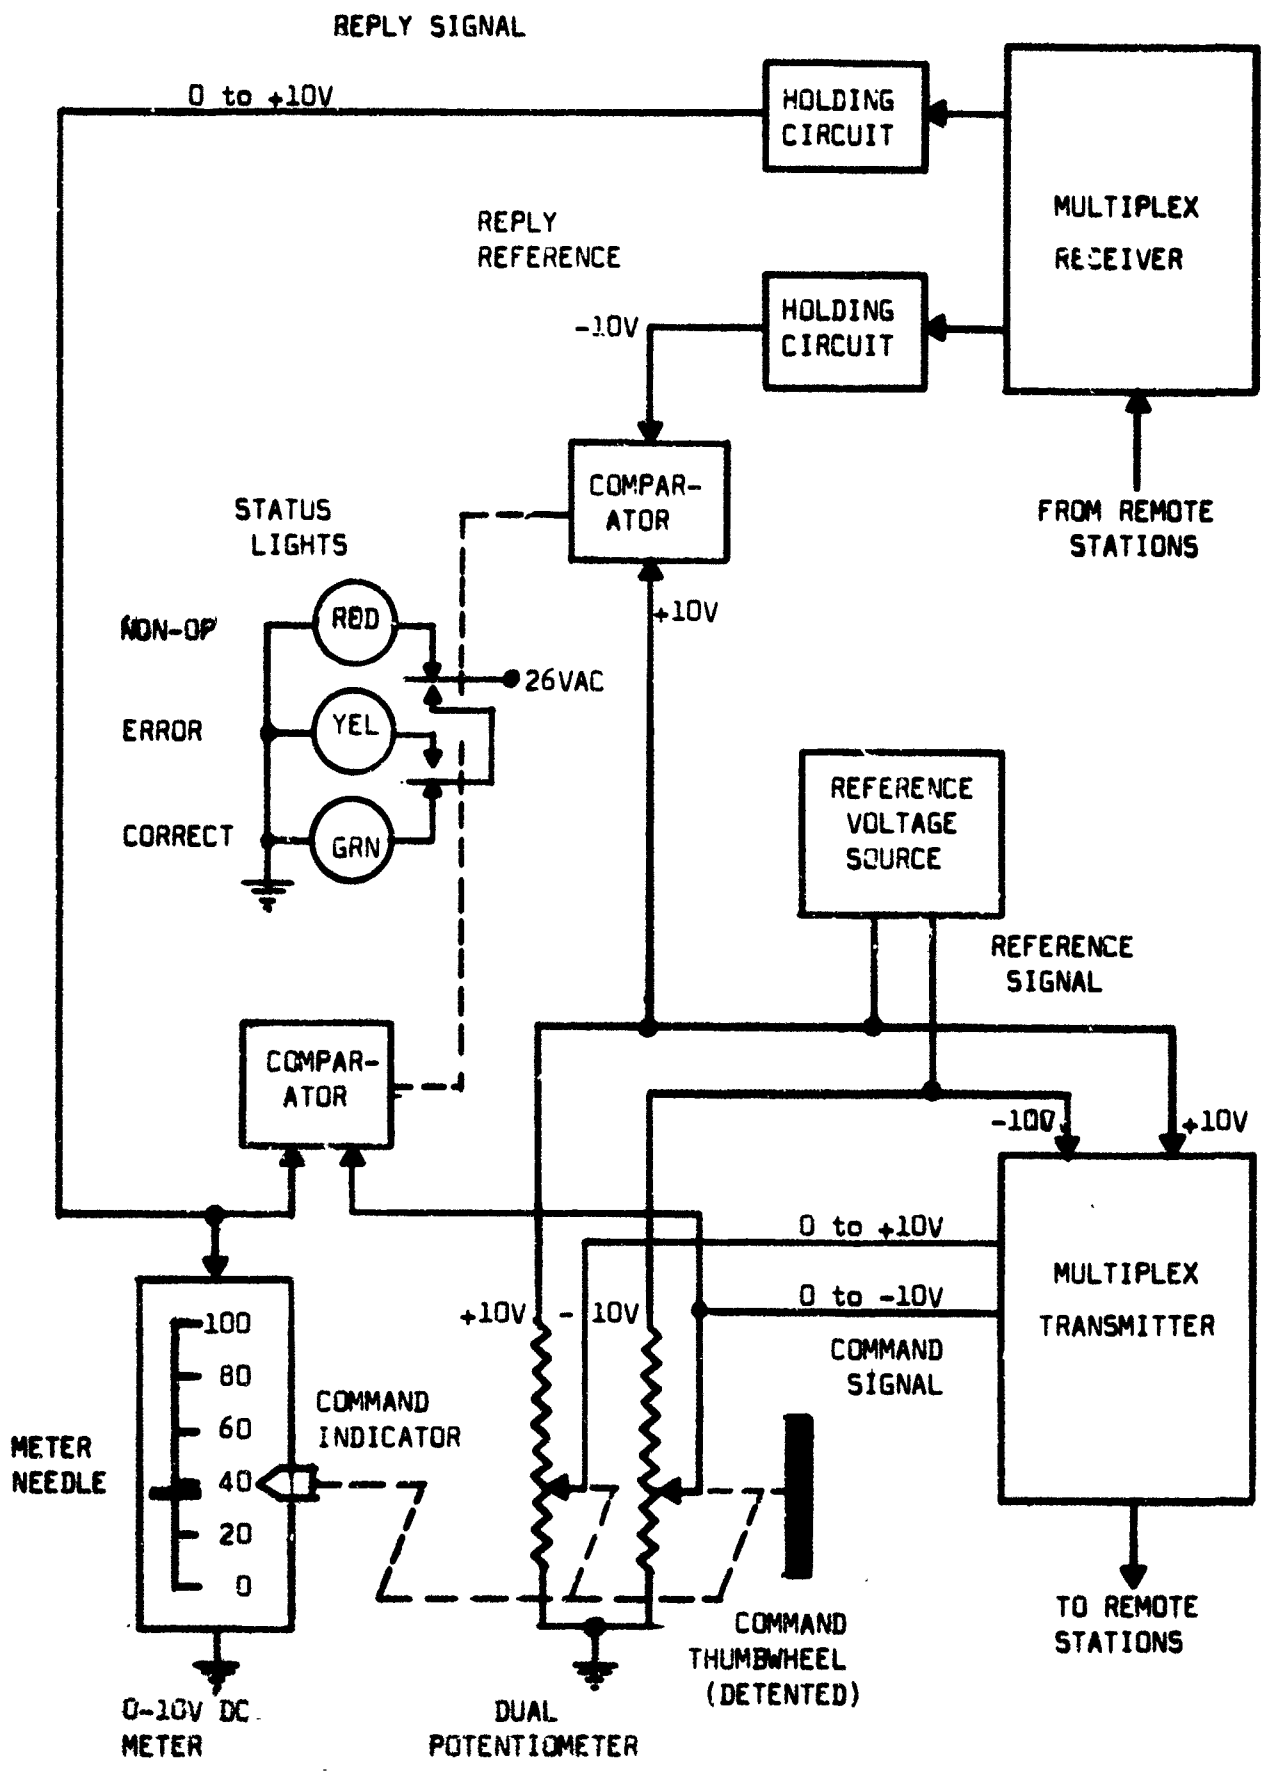 REPLY SIGNAL
0 to +10V
HOLDING
CIRCUIT
MULTIPLEX
RECEIVER
REPLY
REFERENCE
-10V
HOLDING
CIRCUIT
COMPAR-
ATOR
FROM REMOTE
STATIONS
STATUS
LIGHTS
+10V
NON-OP
RED
26VAC
ERROR
YEL
CORRECT
GRN
REFERENCE
VOLTAGE
SOURCE
REFERENCE
SIGNAL
COMPAR-
ATOR
-10V
+10V
0 to +10V
MULTIPLEX
TRANSMITTER
0 to -10V
COMMAND
SIGNAL
+10V
- 10V
100
80
60
40
20
0
COMMAND
INDICATOR
METER
NEEDLE
TO REMOTE
STATIONS
COMMAND
THUMBWHEEL
(DETENTED)
0-10V DC
METER
DUAL
POTENTIOMETER